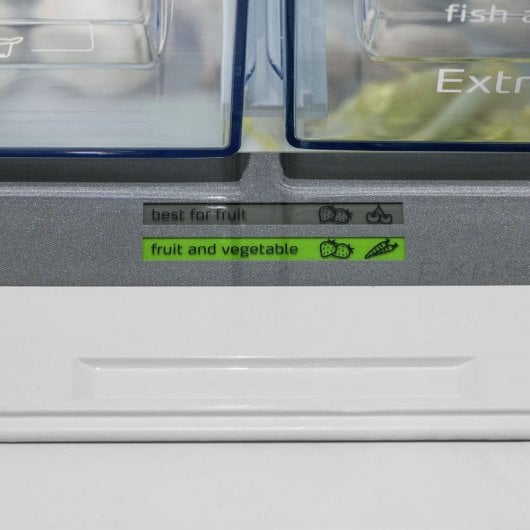 fish a
Extr
best for fruit
fruit and vegetable